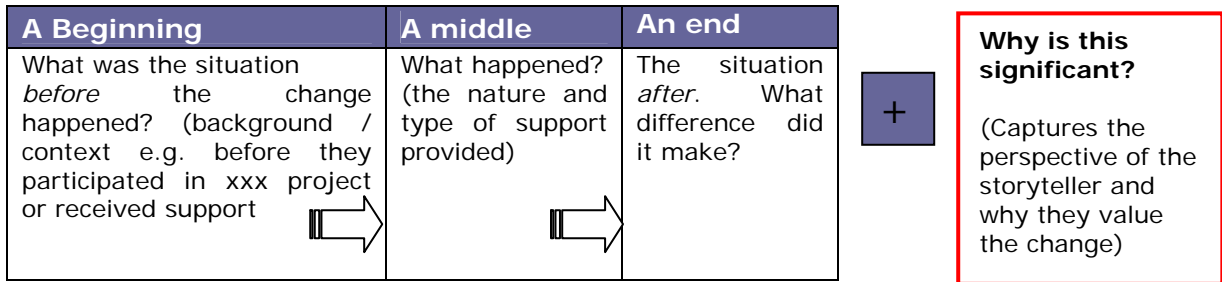 A Beginning
What was the situation
before the change
happened? (background /
context e.g. before they
participated in xxx project
or received support
A middle
What happened?
(the nature and
type of support
provided)
An end
The situation
after. What
difference did
it make?
+
Why is this
significant?
(Captures the
perspective of the
storyteller and
why they value
the change)